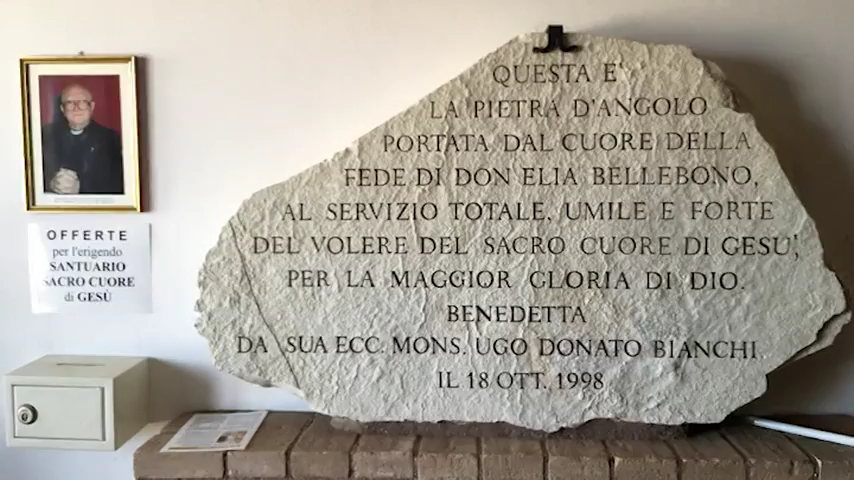 QUESTA E'
LA PIETRA D'ANGOLO
PORTATA DAL CUORE DELLA
FEDE DI DON ELIA BELLEBONO,
AL SERVIZIO TOTALE, UMILE E FORTE
DEL VOLERE DEL SACRO CUORE DI GESU',
PER LA MAGGIOR GLORIA DI DIO.
BENEDETTA
DA SUA ECC. MONS. UGO DONATO BIANCHI.
IL 18 OTT. 1998
OFFERTE
per l'erigendo
SANTUARIO
SACRO CUORE
di GESÙ